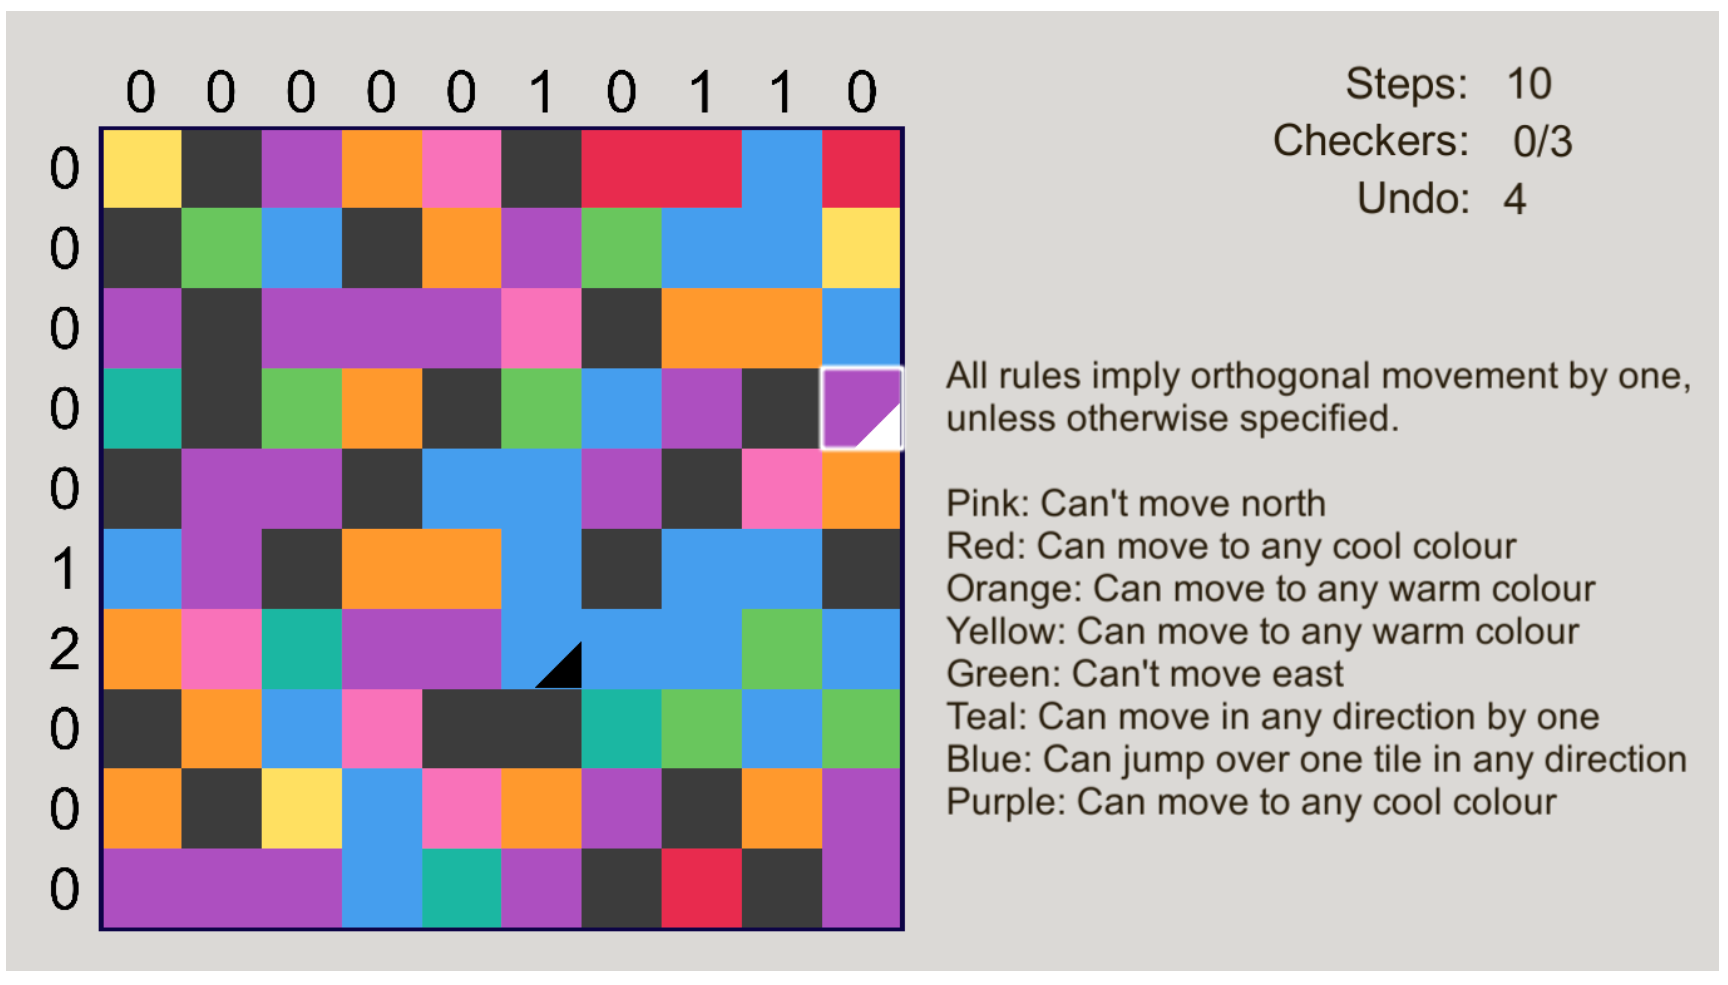 0 0 0 0 0 1 0 1 1 0
Steps: 10
Checkers: 0/3
Undo: 4
0
0
0
0
0
1
2
0
0
0
All rules imply orthogonal movement by one,
unless otherwise specified.
Pink: Can't move north
Red: Can move to any cool colour
Orange: Can move to any warm colour
Yellow: Can move to any warm colour
Green: Can't move east
Teal: Can move in any direction by one
Blue: Can jump over one tile in any direction
Purple: Can move to any cool colour